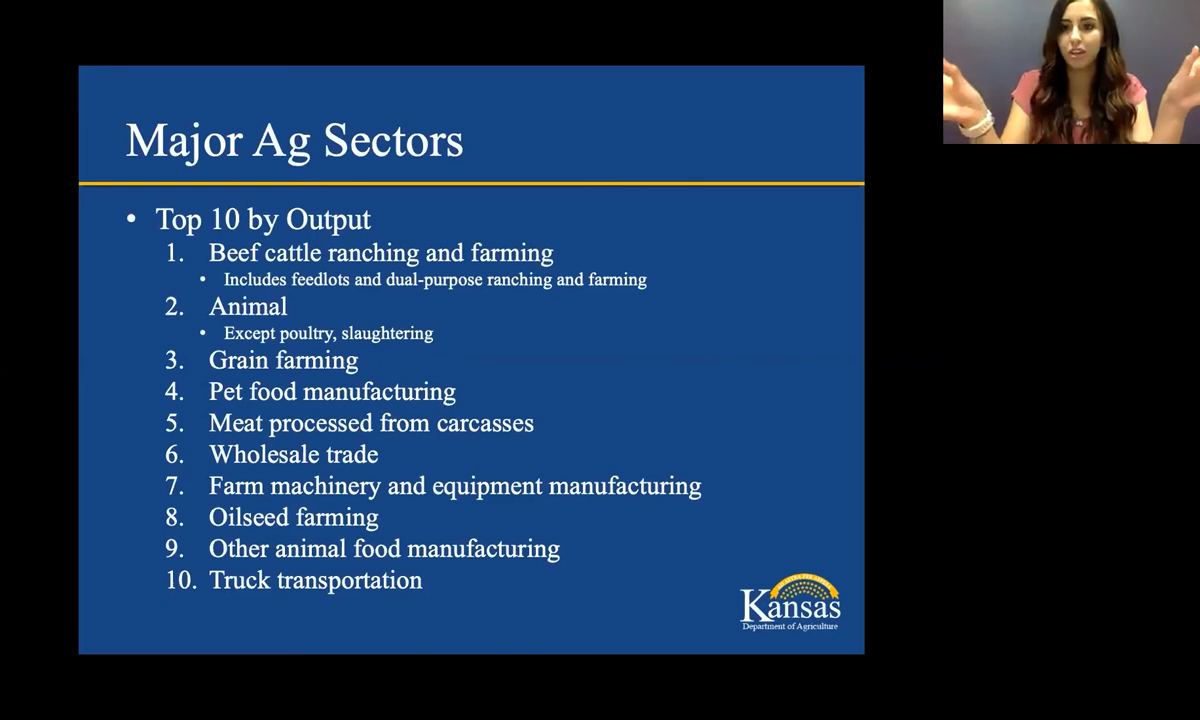 Major Ag Sectors
• Top 10 by Output
1. Beef cattle ranching and farming
• Includes feedlots and dual-purpose ranching and farming
2. Animal
• Except poultry, slaughtering
3. Grain farming
4. Pet food manufacturing
5. Meat processed from carcasses
6. Wholesale trade
7. Farm machinery and equipment manufacturing
8. Oilseed farming
9. Other animal food manufacturing
10. Truck transportation
Kansas
Department of Agriculture